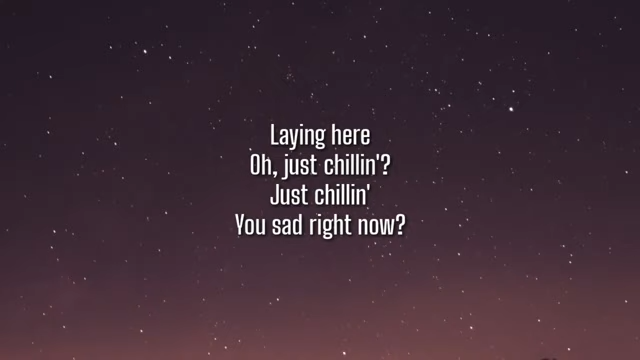 Laying here
Oh, just chillin'?
Just chillin'
You sad right now?